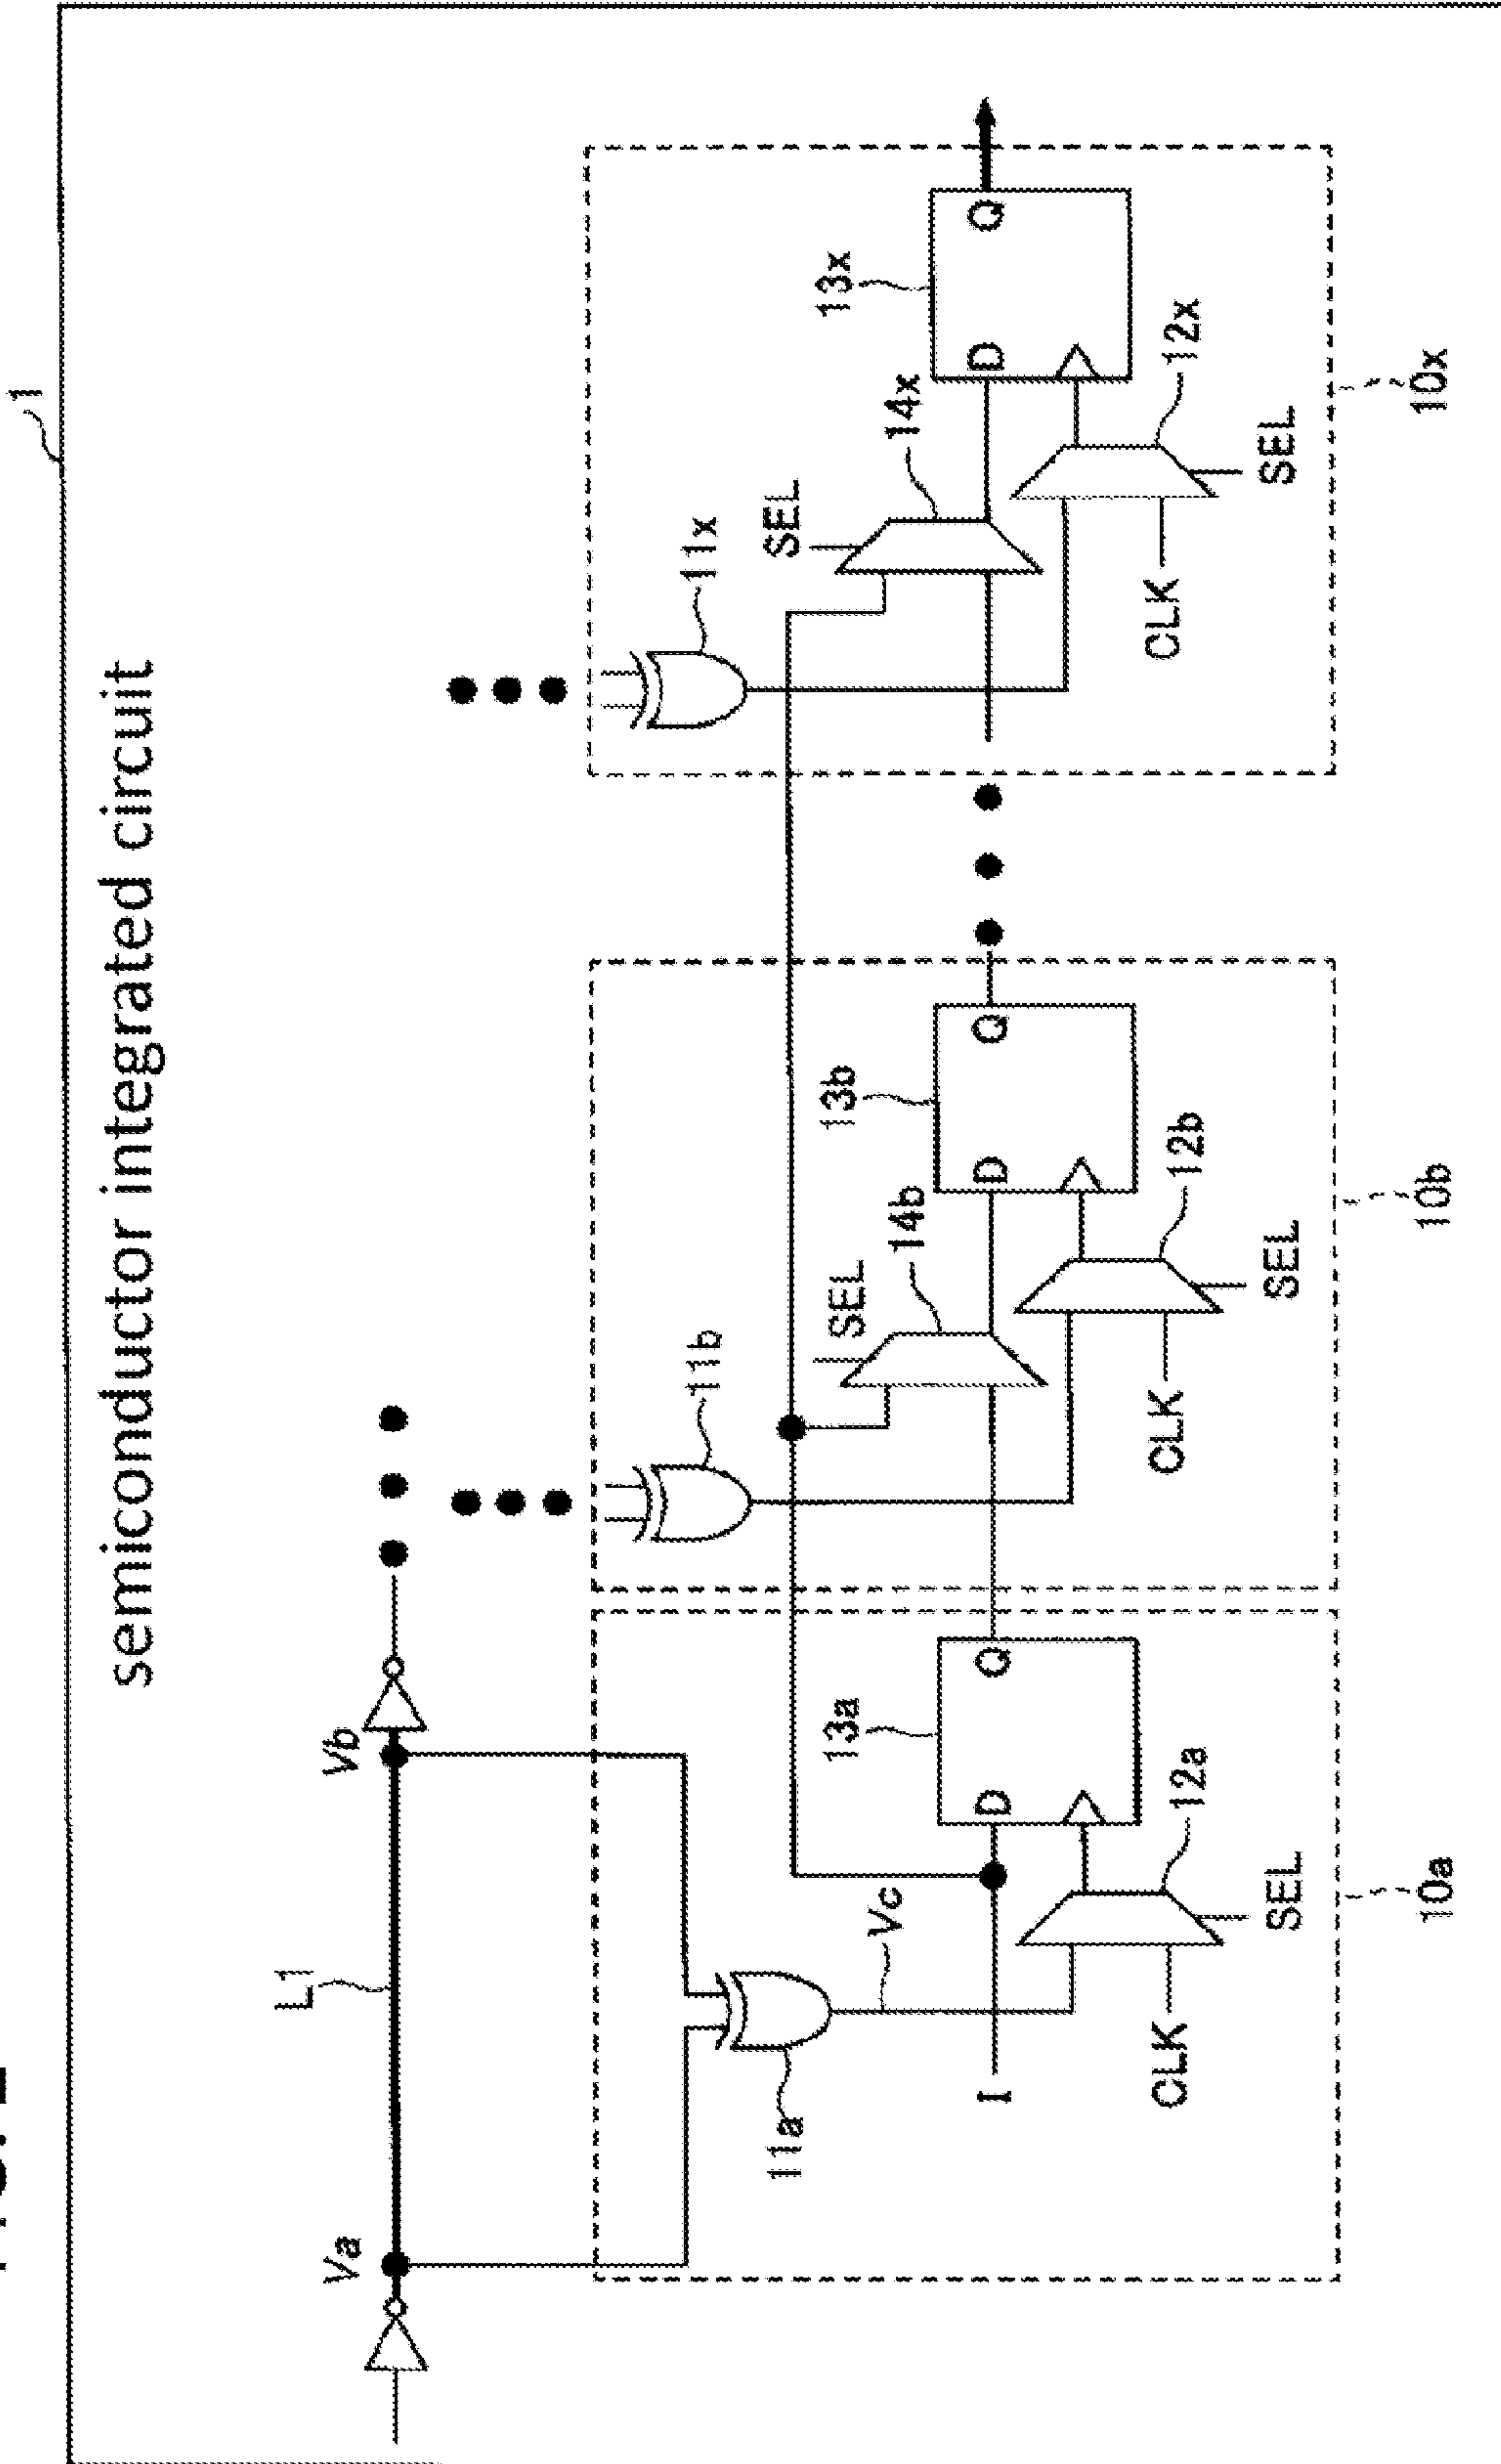 1
semiconductor integrated circuit
L1
Va
Vb
11a
Vc
I
D
Q
13a
CLK
12a
SEL
10a
11b
SEL
14b
D
Q
13b
CLK
12b
SEL
10b
11x
SEL
14x
D
Q
13x
CLK
12x
SEL
10x